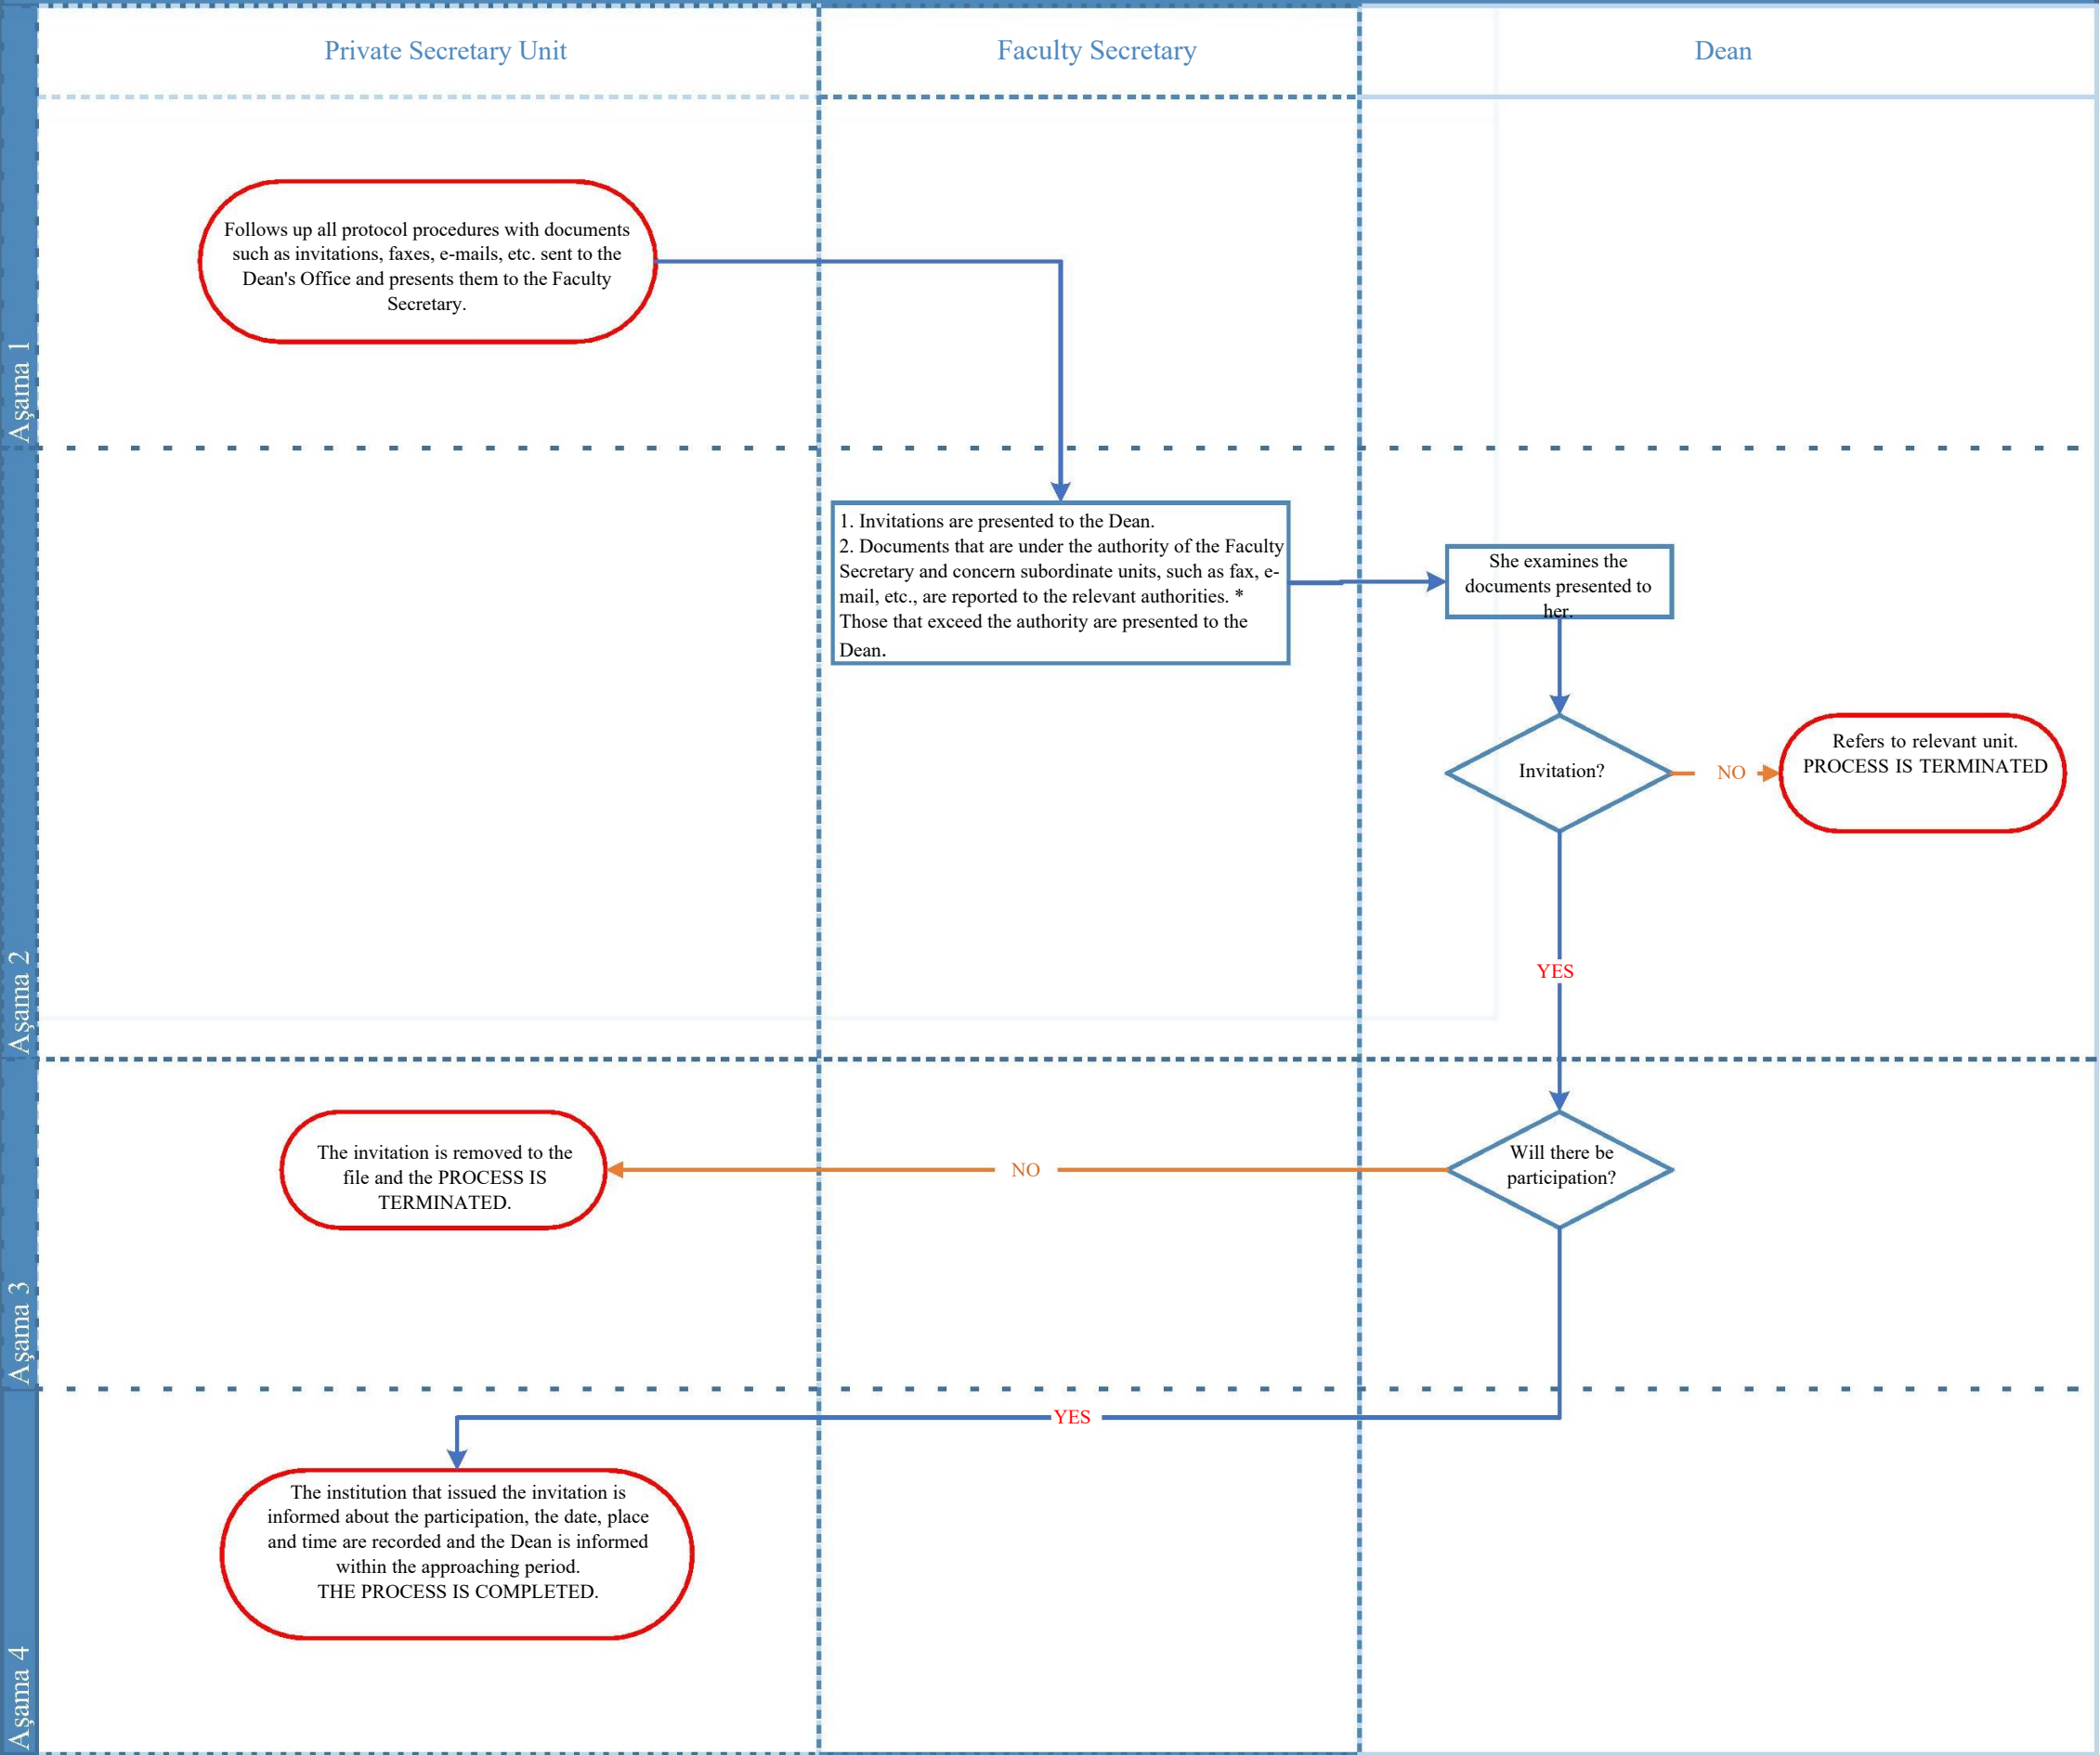 Private Secretary Unit
Faculty Secretary
Dean
Aşama 1
Follows up all protocol procedures with documents
such as invitations, faxes, e-mails, etc. sent to the
Dean's Office and presents them to the Faculty
Secretary.
Aşama 2
1. Invitations are presented to the Dean.
2. Documents that are under the authority of the Faculty
Secretary and concern subordinate units, such as fax, e-
mail, etc., are reported to the relevant authorities. *
Those that exceed the authority are presented to the
Dean.
She examines the
documents presented to
her.
Invitation?
NO
Refers to relevant unit.
PROCESS IS TERMINATED
YES
Aşama 3
Will there be
participation?
NO
The invitation is removed to the
file and the PROCESS IS
TERMINATED.
YES
Aşama 4
The institution that issued the invitation is
informed about the participation, the date, place
and time are recorded and the Dean is informed
within the approaching period.
THE PROCESS IS COMPLETED.